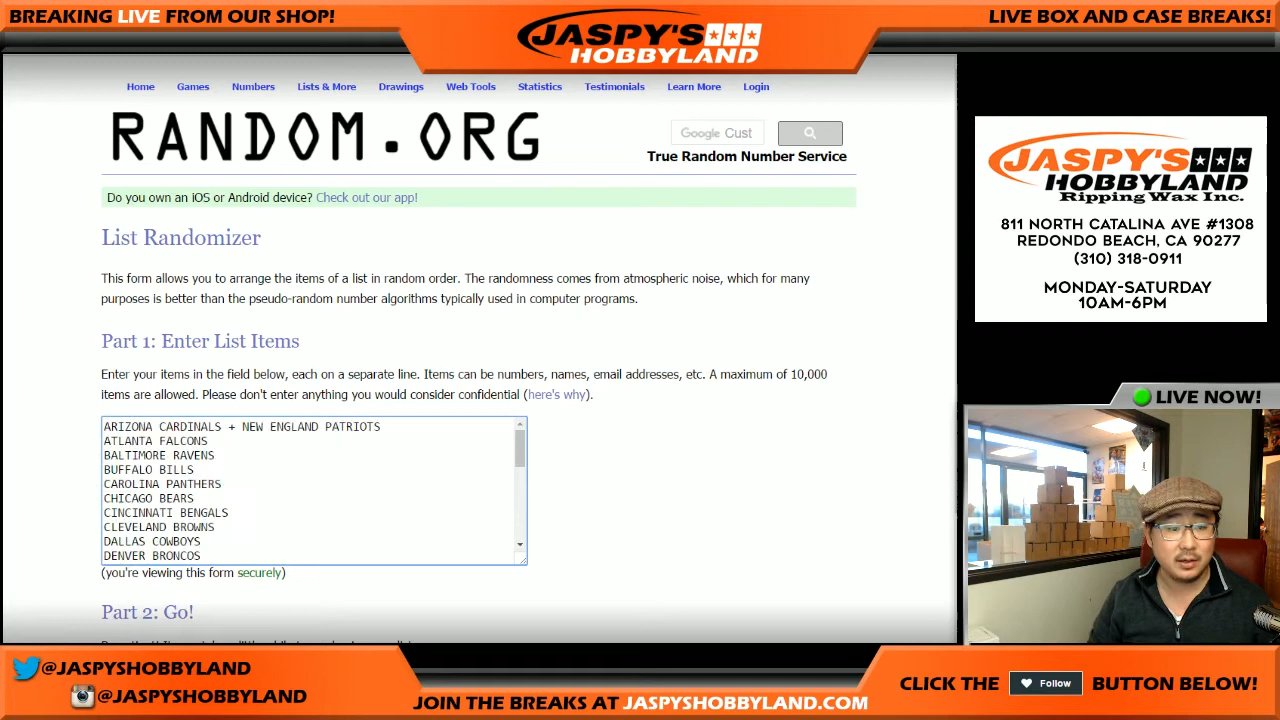 BREAKING LIVE FROM OUR SHOP!
JASPY'S
HOBBYLAND
LIVE BOX AND CASE BREAKS!
Home Games Numbers Lists & More Drawings Web Tools Statistics Testimonials Learn More Login
RANDOM.ORG
Google Cust
True Random Number Service
Do you own an iOS or Android device? Check out our app!
List Randomizer
This form allows you to arrange the items of a list in random order. The randomness comes from atmospheric noise, which for many
purposes is better than the pseudo-random number algorithms typically used in computer programs.
Part 1: Enter List Items
Enter your items in the field below, each on a separate line. Items can be numbers, names, email addresses, etc. A maximum of 10,000
items are allowed. Please don't enter anything you would consider confidential (here's why).
ARIZONA CARDINALS + NEW ENGLAND PATRIOTS
ATLANTA FALCONS
BALTIMORE RAVENS
BUFFALO BILLS
CAROLINA PANTHERS
CHICAGO BEARS
CINCINNATI BENGALS
CLEVELAND BROWNS
DALLAS COWBOYS
DENVER BRONCOS
(you're viewing this form securely)
Part 2: Go!
JASPY'S
HOBBYLAND
Ripping Wax Inc.
811 NORTH CATALINA AVE #1308
REDONDO BEACH, CA 90277
(310) 318-0911
MONDAY-SATURDAY
10AM-6PM
LIVE NOW!
@JASPYSHOBBYLAND
@JASPYSHOBBYLAND
JOIN THE BREAKS AT JASPYSHOBBYLAND.COM
CLICK THE Follow BUTTON BELOW!